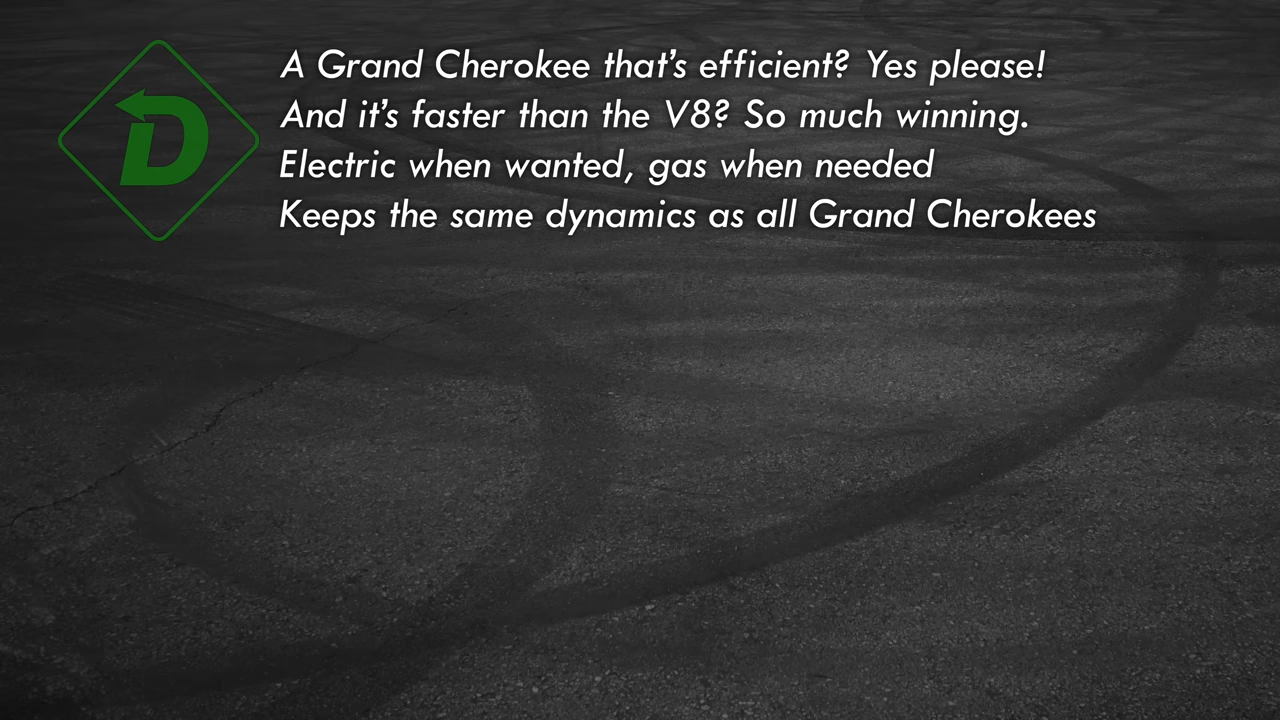 D
A Grand Cherokee that's efficient? Yes please!
And it's faster than the V8? So much winning.
Electric when wanted, gas when needed
Keeps the same dynamics as all Grand Cherokees